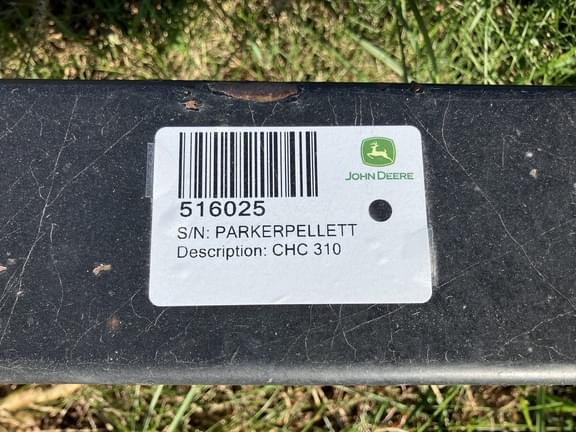 JOHN DEERE
516025
S/N: PARKERPELLETT
Description: CHC 310